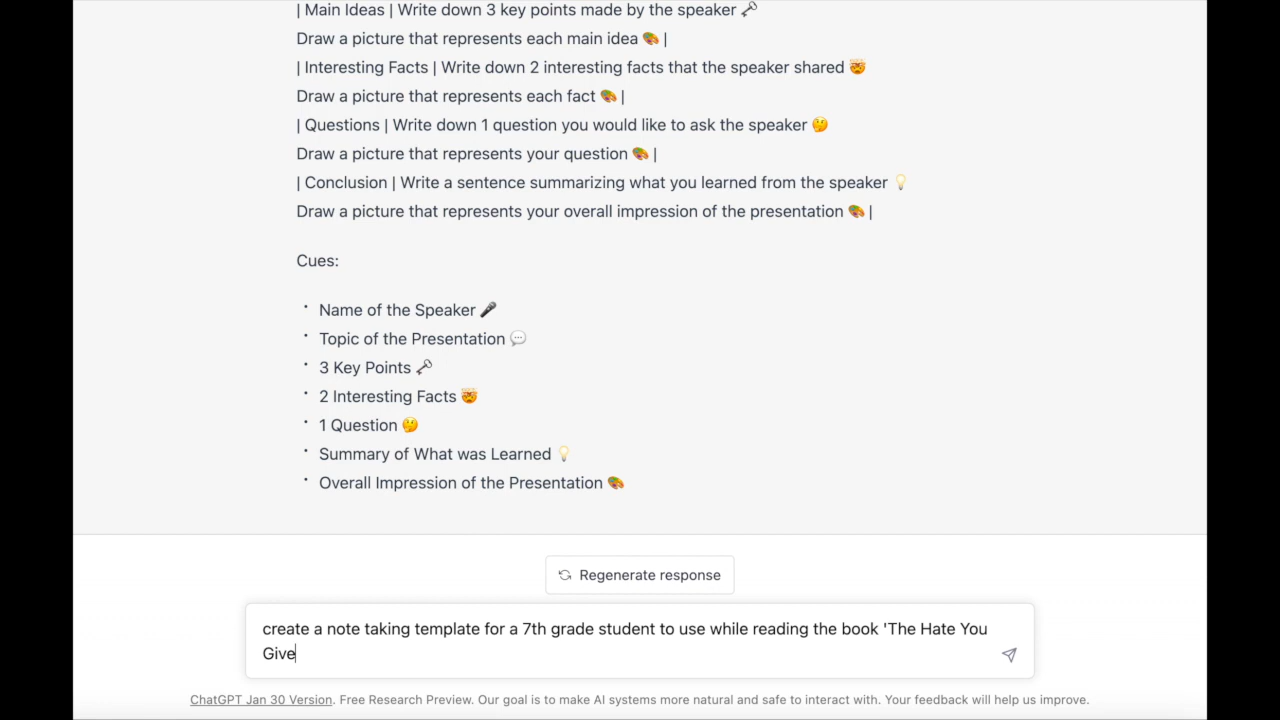 | Main Ideas | Write down 3 key points made by the speaker 🗝️
Draw a picture that represents each main idea 🎨 |
| Interesting Facts | Write down 2 interesting facts that the speaker shared 🤯
Draw a picture that represents each fact 🎨 |
| Questions | Write down 1 question you would like to ask the speaker 🤔
Draw a picture that represents your question 🎨 |
| Conclusion | Write a sentence summarizing what you learned from the speaker 💡
Draw a picture that represents your overall impression of the presentation 🎨 |
Cues:
• Name of the Speaker 🎤
• Topic of the Presentation 💬
• 3 Key Points 🗝️
• 2 Interesting Facts 🤯
• 1 Question 🤔
• Summary of What was Learned 💡
• Overall Impression of the Presentation 🎨
Regenerate response
create a note taking template for a 7th grade student to use while reading the book 'The Hate You
Give
ChatGPT Jan 30 Version. Free Research Preview. Our goal is to make AI systems more natural and safe to interact with. Your feedback will help us improve.